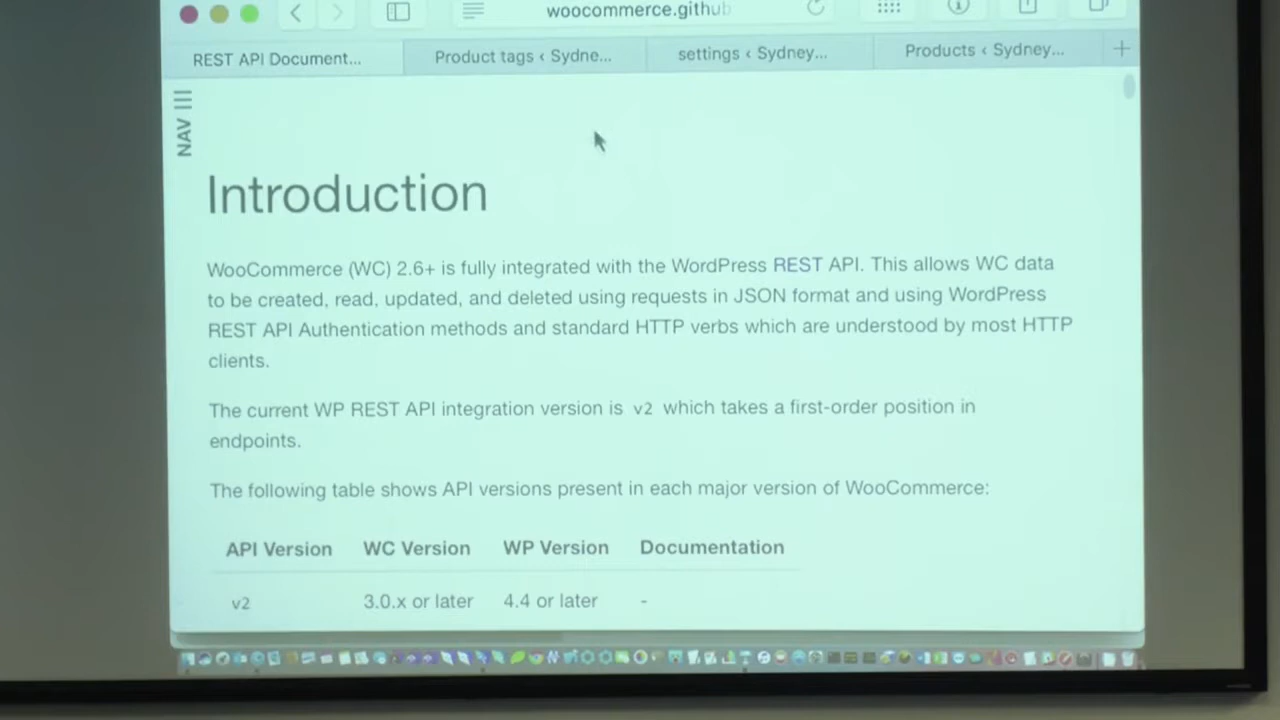 woocommerce.github
REST API Document...
Product tags ‹ Sydne...
settings ‹ Sydney...
Products ‹ Sydney...
NAV
Introduction
WooCommerce (WC) 2.6+ is fully integrated with the WordPress REST API. This allows WC data
to be created, read, updated, and deleted using requests in JSON format and using WordPress
REST API Authentication methods and standard HTTP verbs which are understood by most HTTP
clients.
The current WP REST API integration version is v2 which takes a first-order position in
endpoints.
The following table shows API versions present in each major version of WooCommerce:
API Version WC Version WP Version Documentation
v2 3.0.x or later 4.4 or later -